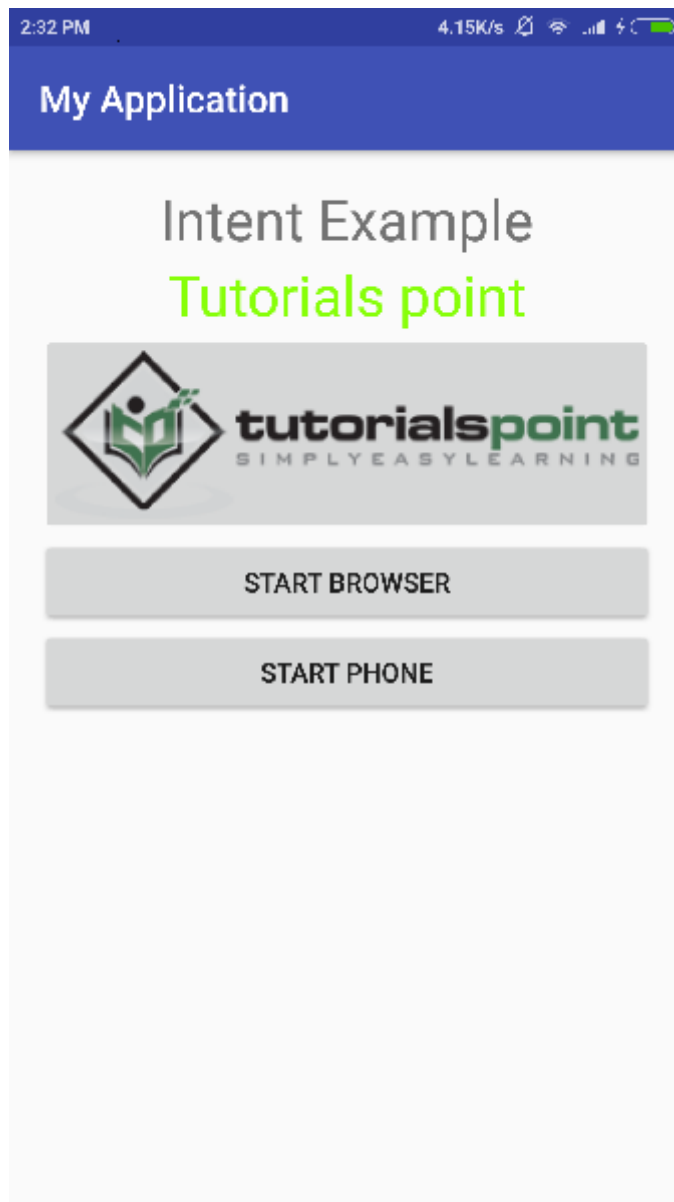 2:32 PM 4.15K/s
My Application
Intent Example
Tutorials point
tutorialspoint
SIMPLYEASYLEARNING
START BROWSER
START PHONE